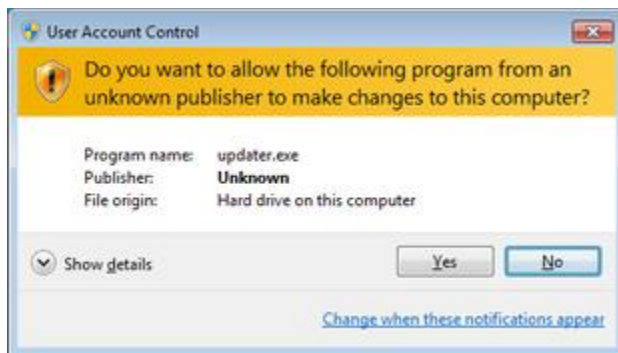 User Account Control
Do you want to allow the following program from an
unknown publisher to make changes to this computer?
Program name: updater.exe
Publisher: Unknown
File origin: Hard drive on this computer
Show details
Yes
No
Change when these notifications appear